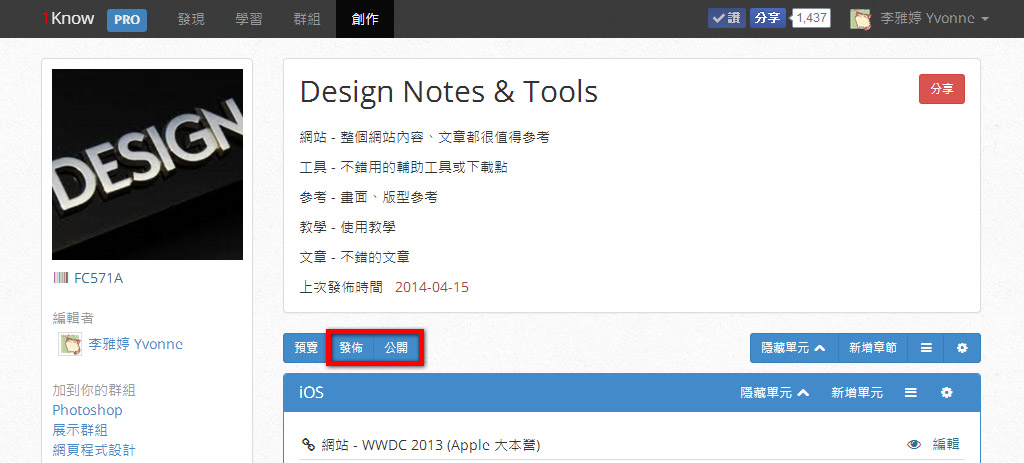 1Know PRO 發現 學習 群組 創作 讚 分享 1,437 李雅婷 Yvonne
DESIGN
FC571A
編輯者
李雅婷 Yvonne
加到你的群組
Photoshop
展示群組
網頁程式設計
Design Notes & Tools 分享
網站 - 整個網站內容、文章都很值得參考
工具 - 不錯用的輔助工具或下載點
參考 - 畫面、版型參考
教學 - 使用教學
文章 - 不錯的文章
上次發佈時間 2014-04-15
預覽 發佈 公開 隱藏單元 新增章節
iOS 隱藏單元 新增單元
網站 - WWDC 2013 (Apple 大本營) 編輯